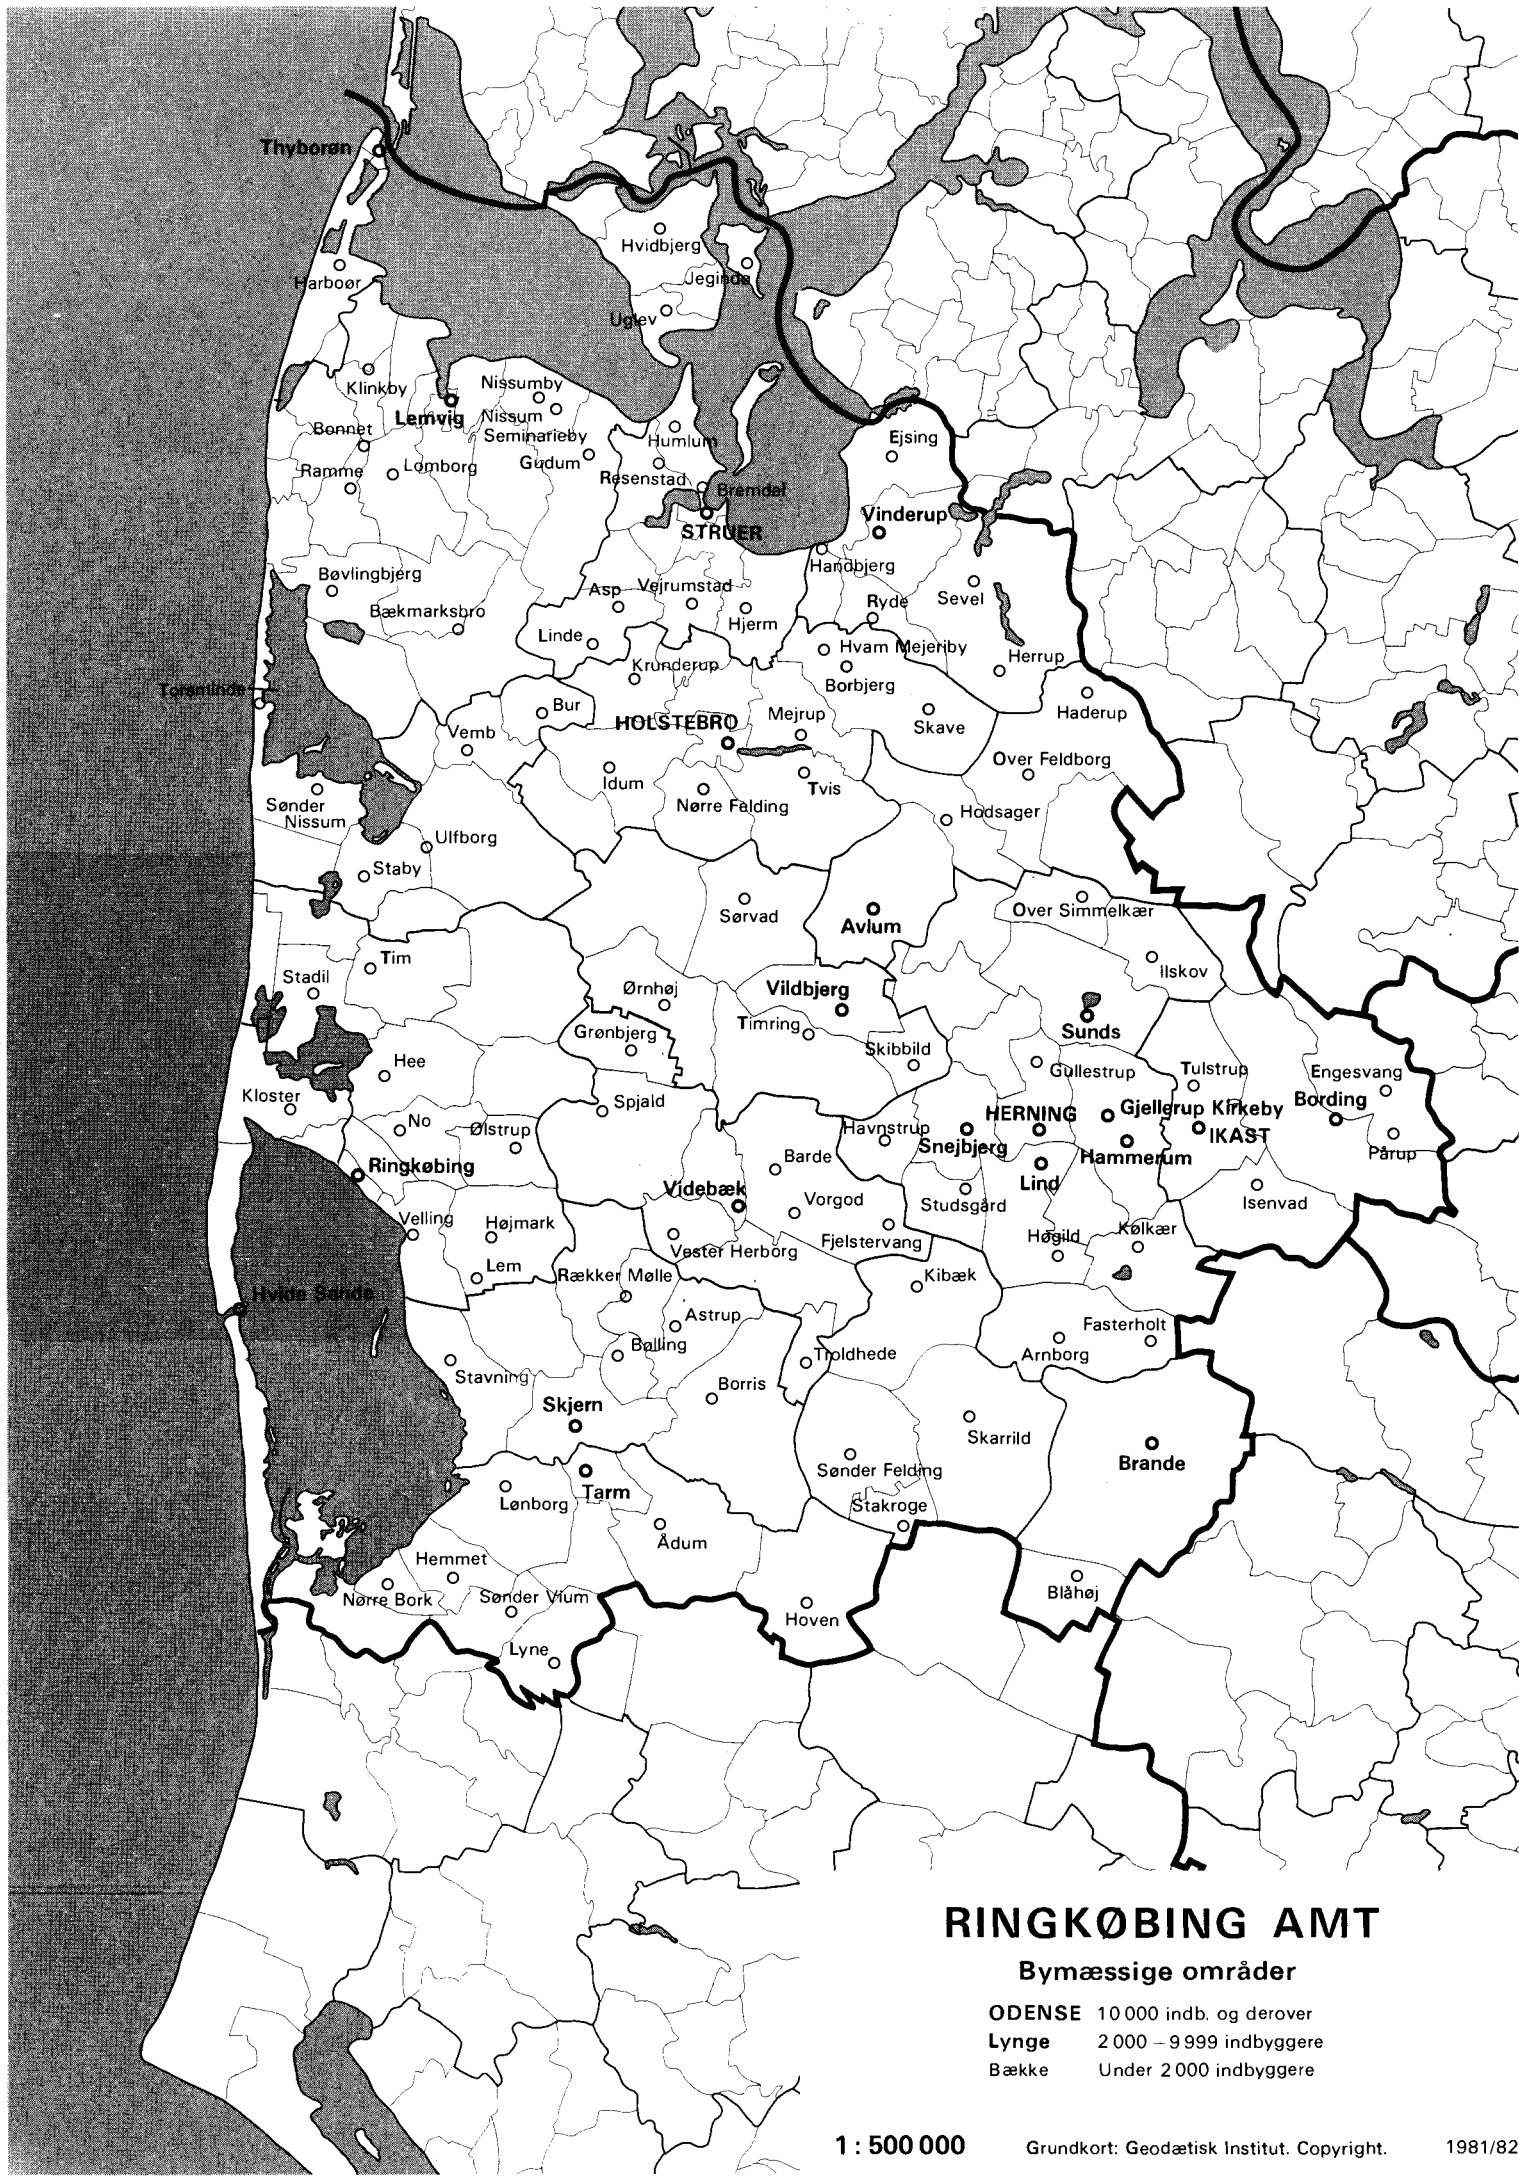 Thyborøn
Hvidbjerg
Jegindø
Harboør
Uglev
Klinkby
Nissumby
Lemvig
Nissum
Seminarieby
Bonnet
Humlum
Ejsing
Gudum
Ramme
Lomborg
Resenstad
Bremdal
Vinderup
STRUER
Handbjerg
Bøvlingbjerg
Asp
Vejrumstad
Sevel
Ryde
Bækmarksbro
Hjerm
Linde
Hvam Mejeriby
Herrup
Krunderup
Borbjerg
Torsminde
Bur
Haderup
HOLSTEBRO
Mejrup
Skave
Vemb
Over Feldborg
Idum
Tvis
Sønder
Nissum
Nørre Felding
Hodsager
Ulfborg
Staby
Sørvad
Over Simmelkær
Avlum
Tim
Ilskov
Stadil
Ørnhøj
Vildbjerg
Timring
Grønbjerg
Sunds
Skibbild
Hee
Gullestrup
Tulstrup
Engesvang
Kloster
Spjald
HERNING
Gjellerup Kirkeby
Bording
No
Ølstrup
Havnstrup
Snejbjerg
IKAST
Pårup
Barde
Hammerum
Ringkøbing
Lind
Videbæk
Studsgård
Isenvad
Velling
Højmark
Vorgod
Kølkær
Høgild
Vester Herborg
Fjelstervang
Lem
Rækker Mølle
Kibæk
Hvide Sande
Astrup
Fasterholt
Bølling
Troldhede
Arnborg
Stavning
Borris
Skjern
Skarrild
Sønder Felding
Brande
Tarm
Lønborg
Stakroge
Ådum
Hemmet
Blåhøj
Nørre Bork
Sønder Vium
Hoven
Lyne
RINGKØBING AMT
Bymæssige områder
ODENSE 10 000 indb. og derover
Lynge 2 000 – 9 999 indbyggere
Bække Under 2 000 indbyggere
1 : 500 000 Grundkort: Geodætisk Institut. Copyright. 1981/82